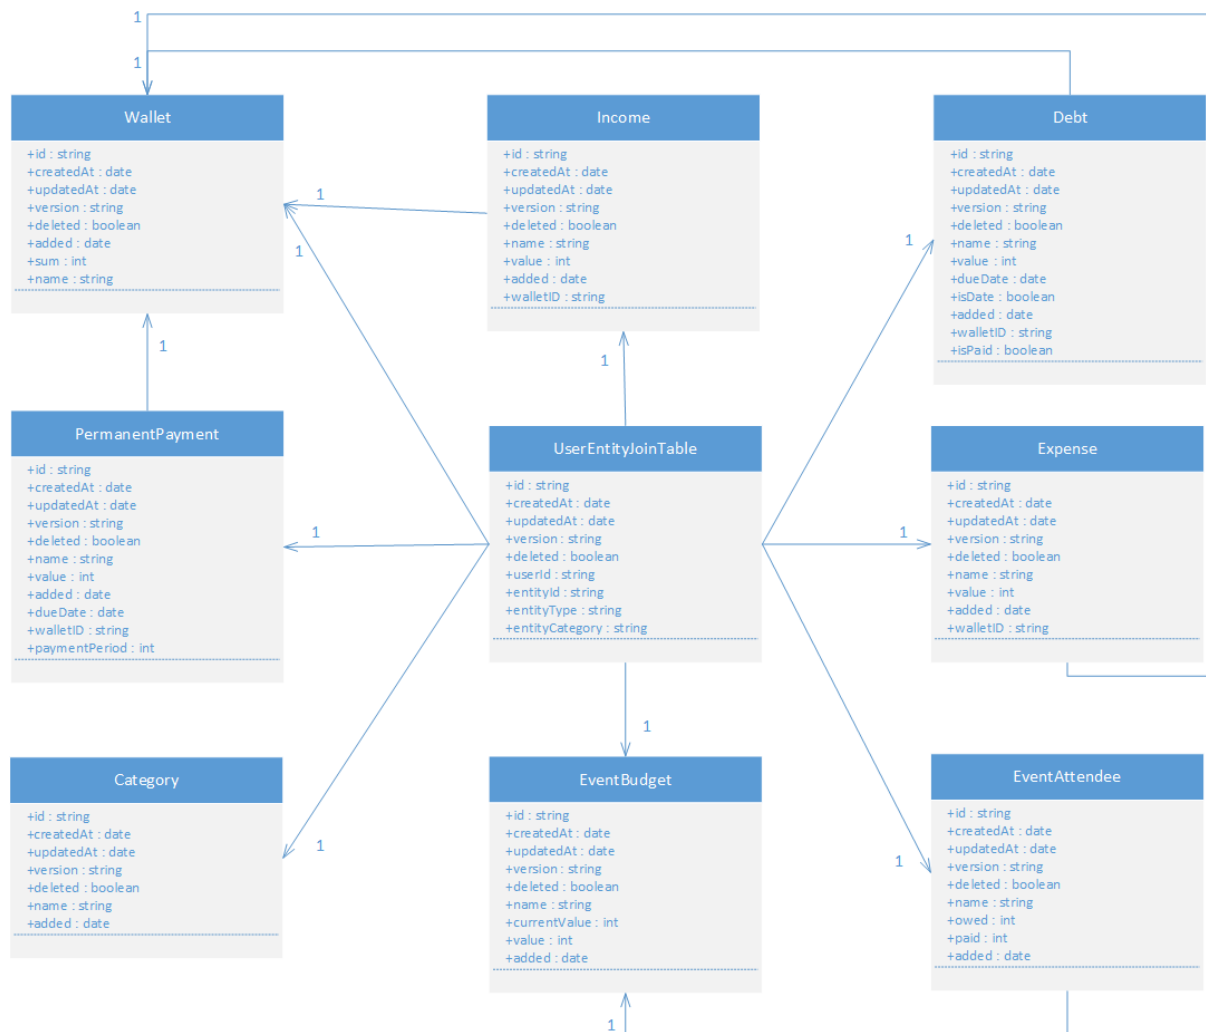 1
1
Wallet
+id : string
+createdAt : date
+updatedAt : date
+version : string
+deleted : boolean
+added : date
+sum : int
+name : string
1
1
Income
+id : string
+createdAt : date
+updatedAt : date
+version : string
+deleted : boolean
+name : string
+value : int
+added : date
+walletID : string
Debt
+id : string
+createdAt : date
+updatedAt : date
+version : string
+deleted : boolean
+name : string
+value : int
+dueDate : date
+isDate : boolean
+added : date
+walletID : string
+isPaid : boolean
1
1
1
PermanentPayment
+id : string
+createdAt : date
+updatedAt : date
+version : string
+deleted : boolean
+name : string
+value : int
+added : date
+dueDate : date
+walletID : string
+paymentPeriod : int
1
UserEntityJoinTable
+id : string
+createdAt : date
+updatedAt : date
+version : string
+deleted : boolean
+userId : string
+entityId : string
+entityType : string
+entityCategory : string
1
Expense
+id : string
+createdAt : date
+updatedAt : date
+version : string
+deleted : boolean
+name : string
+value : int
+added : date
+walletID : string
1
Category
+id : string
+createdAt : date
+updatedAt : date
+version : string
+deleted : boolean
+name : string
+added : date
1
EventBudget
+id : string
+createdAt : date
+updatedAt : date
+version : string
+deleted : boolean
+name : string
+currentValue : int
+value : int
+added : date
1
EventAttendee
+id : string
+createdAt : date
+updatedAt : date
+version : string
+deleted : boolean
+name : string
+owed : int
+paid : int
+added : date
1